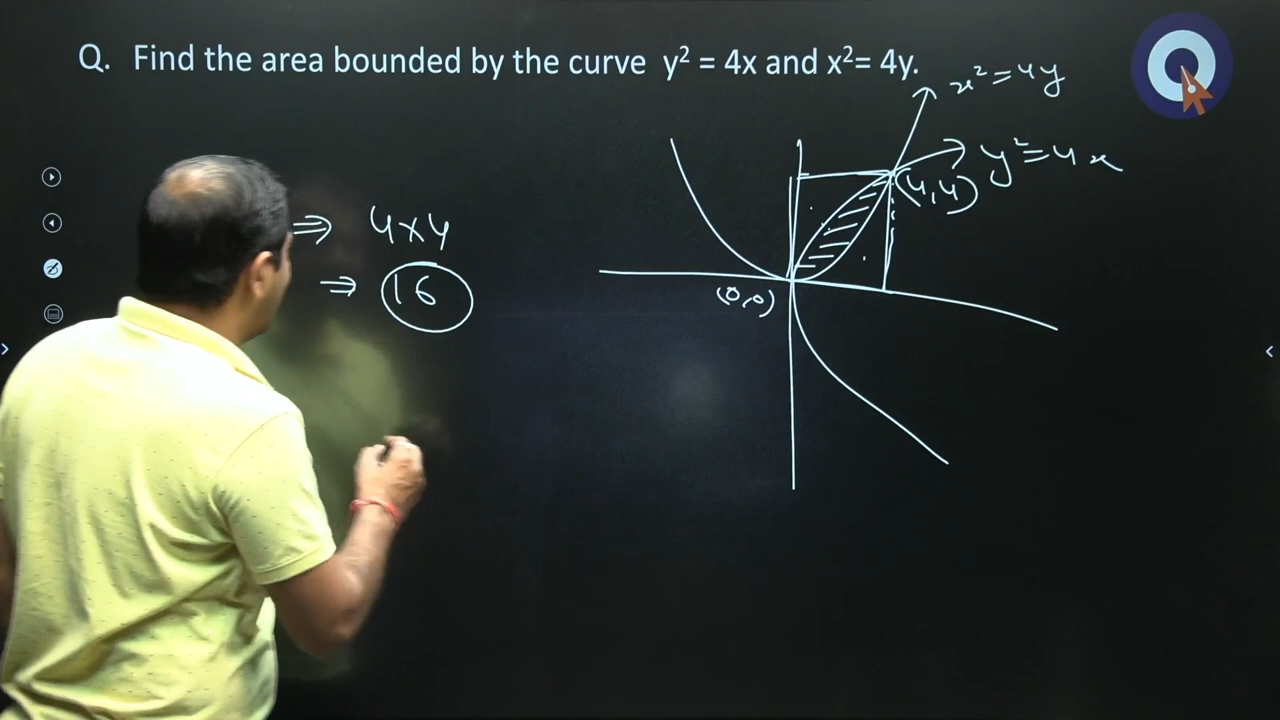 Q. Find the area bounded by the curve y² = 4x and x²= 4y.
x² = 4y
y² = 4x
(4,4)
⇒ 4×4
⇒ 16
(0,0)